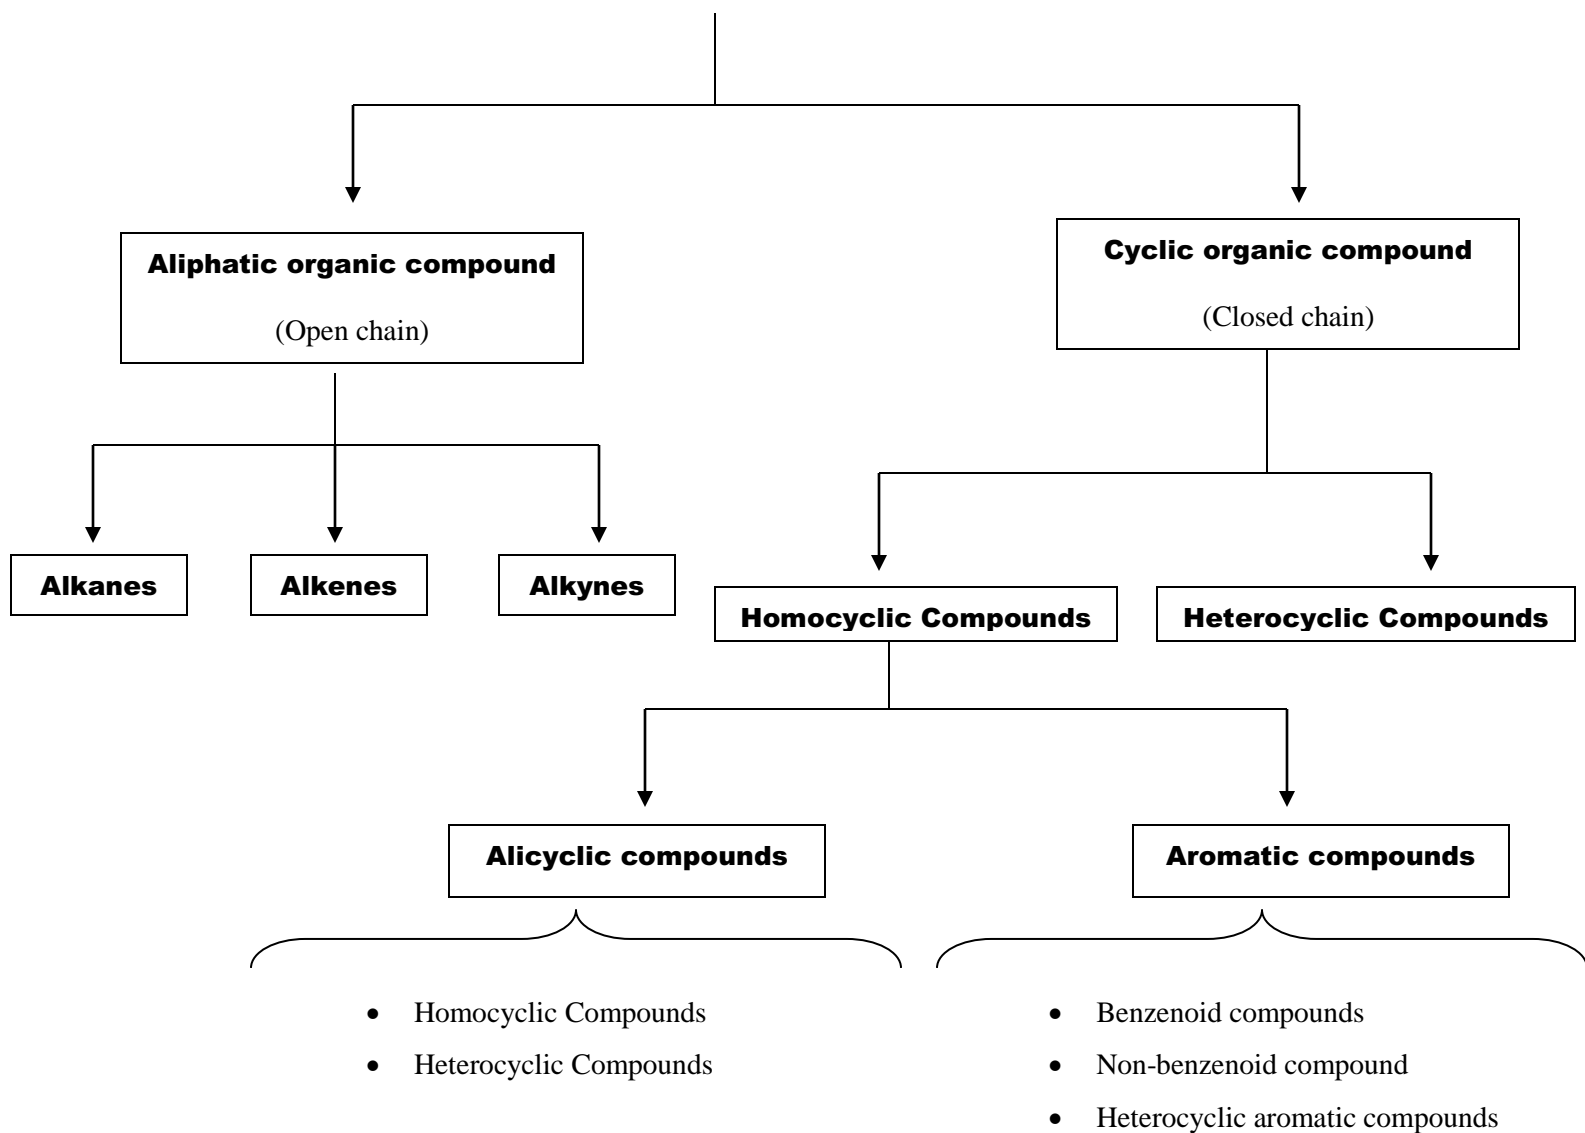 Aliphatic organic compound
(Open chain)
Cyclic organic compound
(Closed chain)
Alkanes
Alkenes
Alkynes
Homocyclic Compounds
Heterocyclic Compounds
Alicyclic compounds
Aromatic compounds
• Homocyclic Compounds
• Heterocyclic Compounds
• Benzenoid compounds
• Non-benzenoid compound
• Heterocyclic aromatic compounds